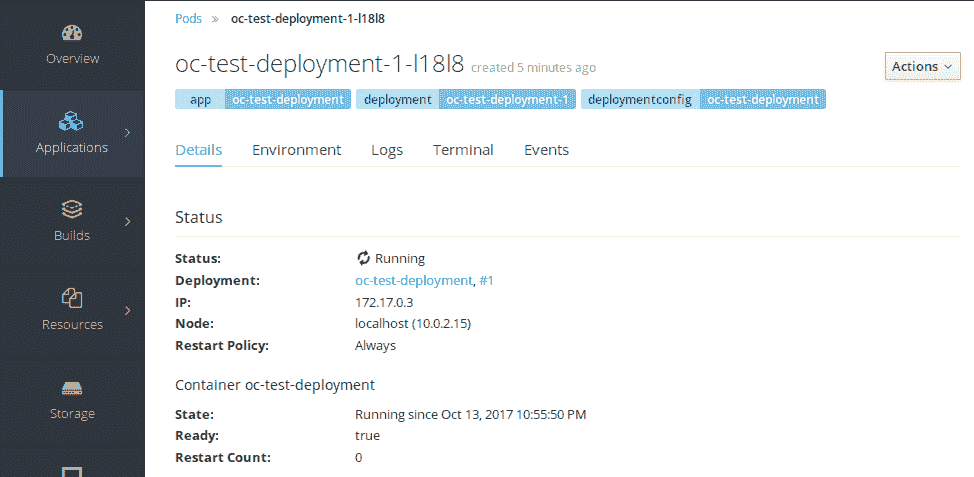 Pods » oc-test-deployment-1-l18l8
oc-test-deployment-1-l18l8 created 5 minutes ago
Actions
app oc-test-deployment deployment oc-test-deployment-1 deploymentconfig oc-test-deployment
Details Environment Logs Terminal Events
Overview
Applications
Builds
Resources
Storage
Status
Status: Running
Deployment: oc-test-deployment, #1
IP: 172.17.0.3
Node: localhost (10.0.2.15)
Restart Policy: Always
Container oc-test-deployment
State: Running since Oct 13, 2017 10:55:50 PM
Ready: true
Restart Count: 0